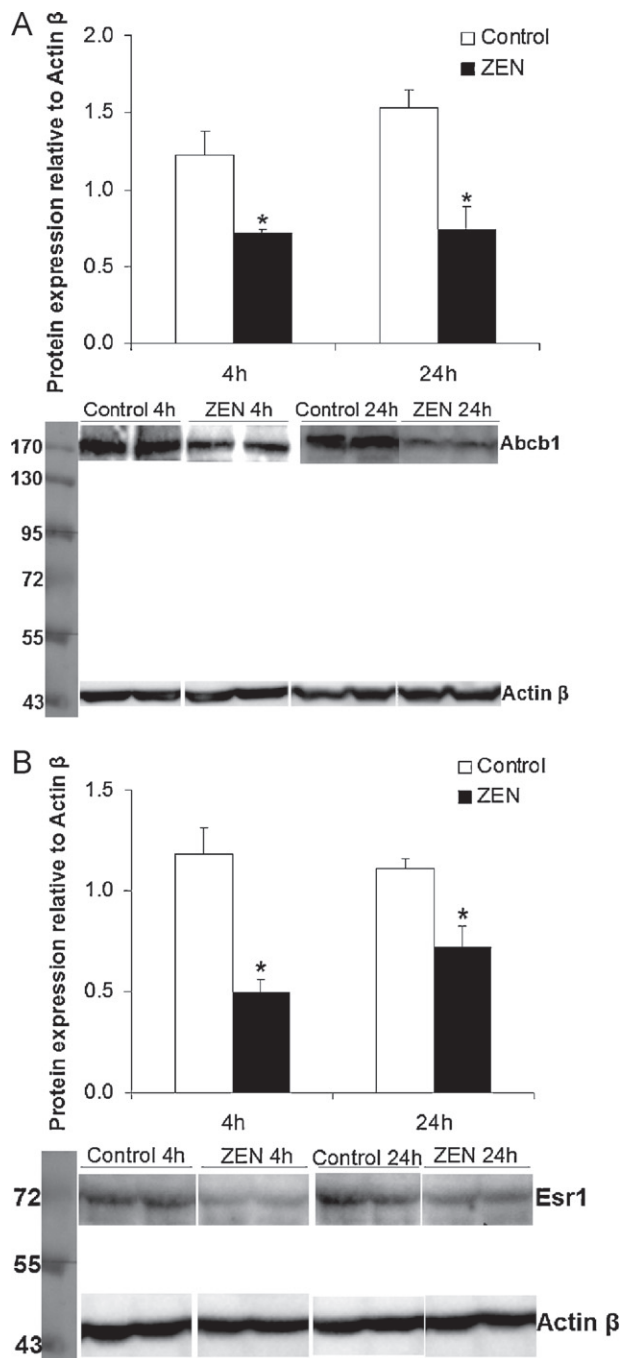 A
Protein expression relative to Actin β
2.0
1.5
1.0
0.5
0.0
Control
ZEN
*
*
4h
24h
Control 4h
ZEN 4h
Control 24h
ZEN 24h
170
130
95
72
55
43
Abcb1
Actin β
B
Protein expression relative to Actin β
1.5
1.0
0.5
0.0
Control
ZEN
*
*
4h
24h
Control 4h
ZEN 4h
Control 24h
ZEN 24h
72
55
43
Esr1
Actin β